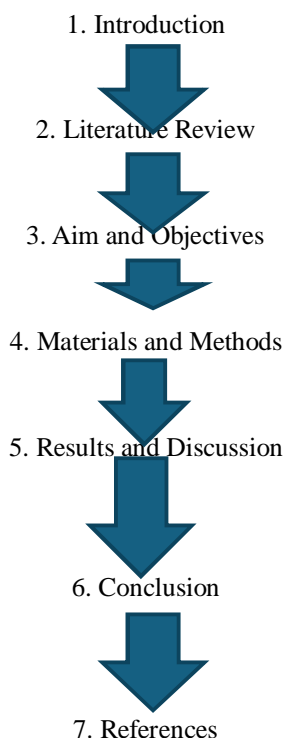 1. Introduction
2. Literature Review
3. Aim and Objectives
4. Materials and Methods
5. Results and Discussion
6. Conclusion
7. References